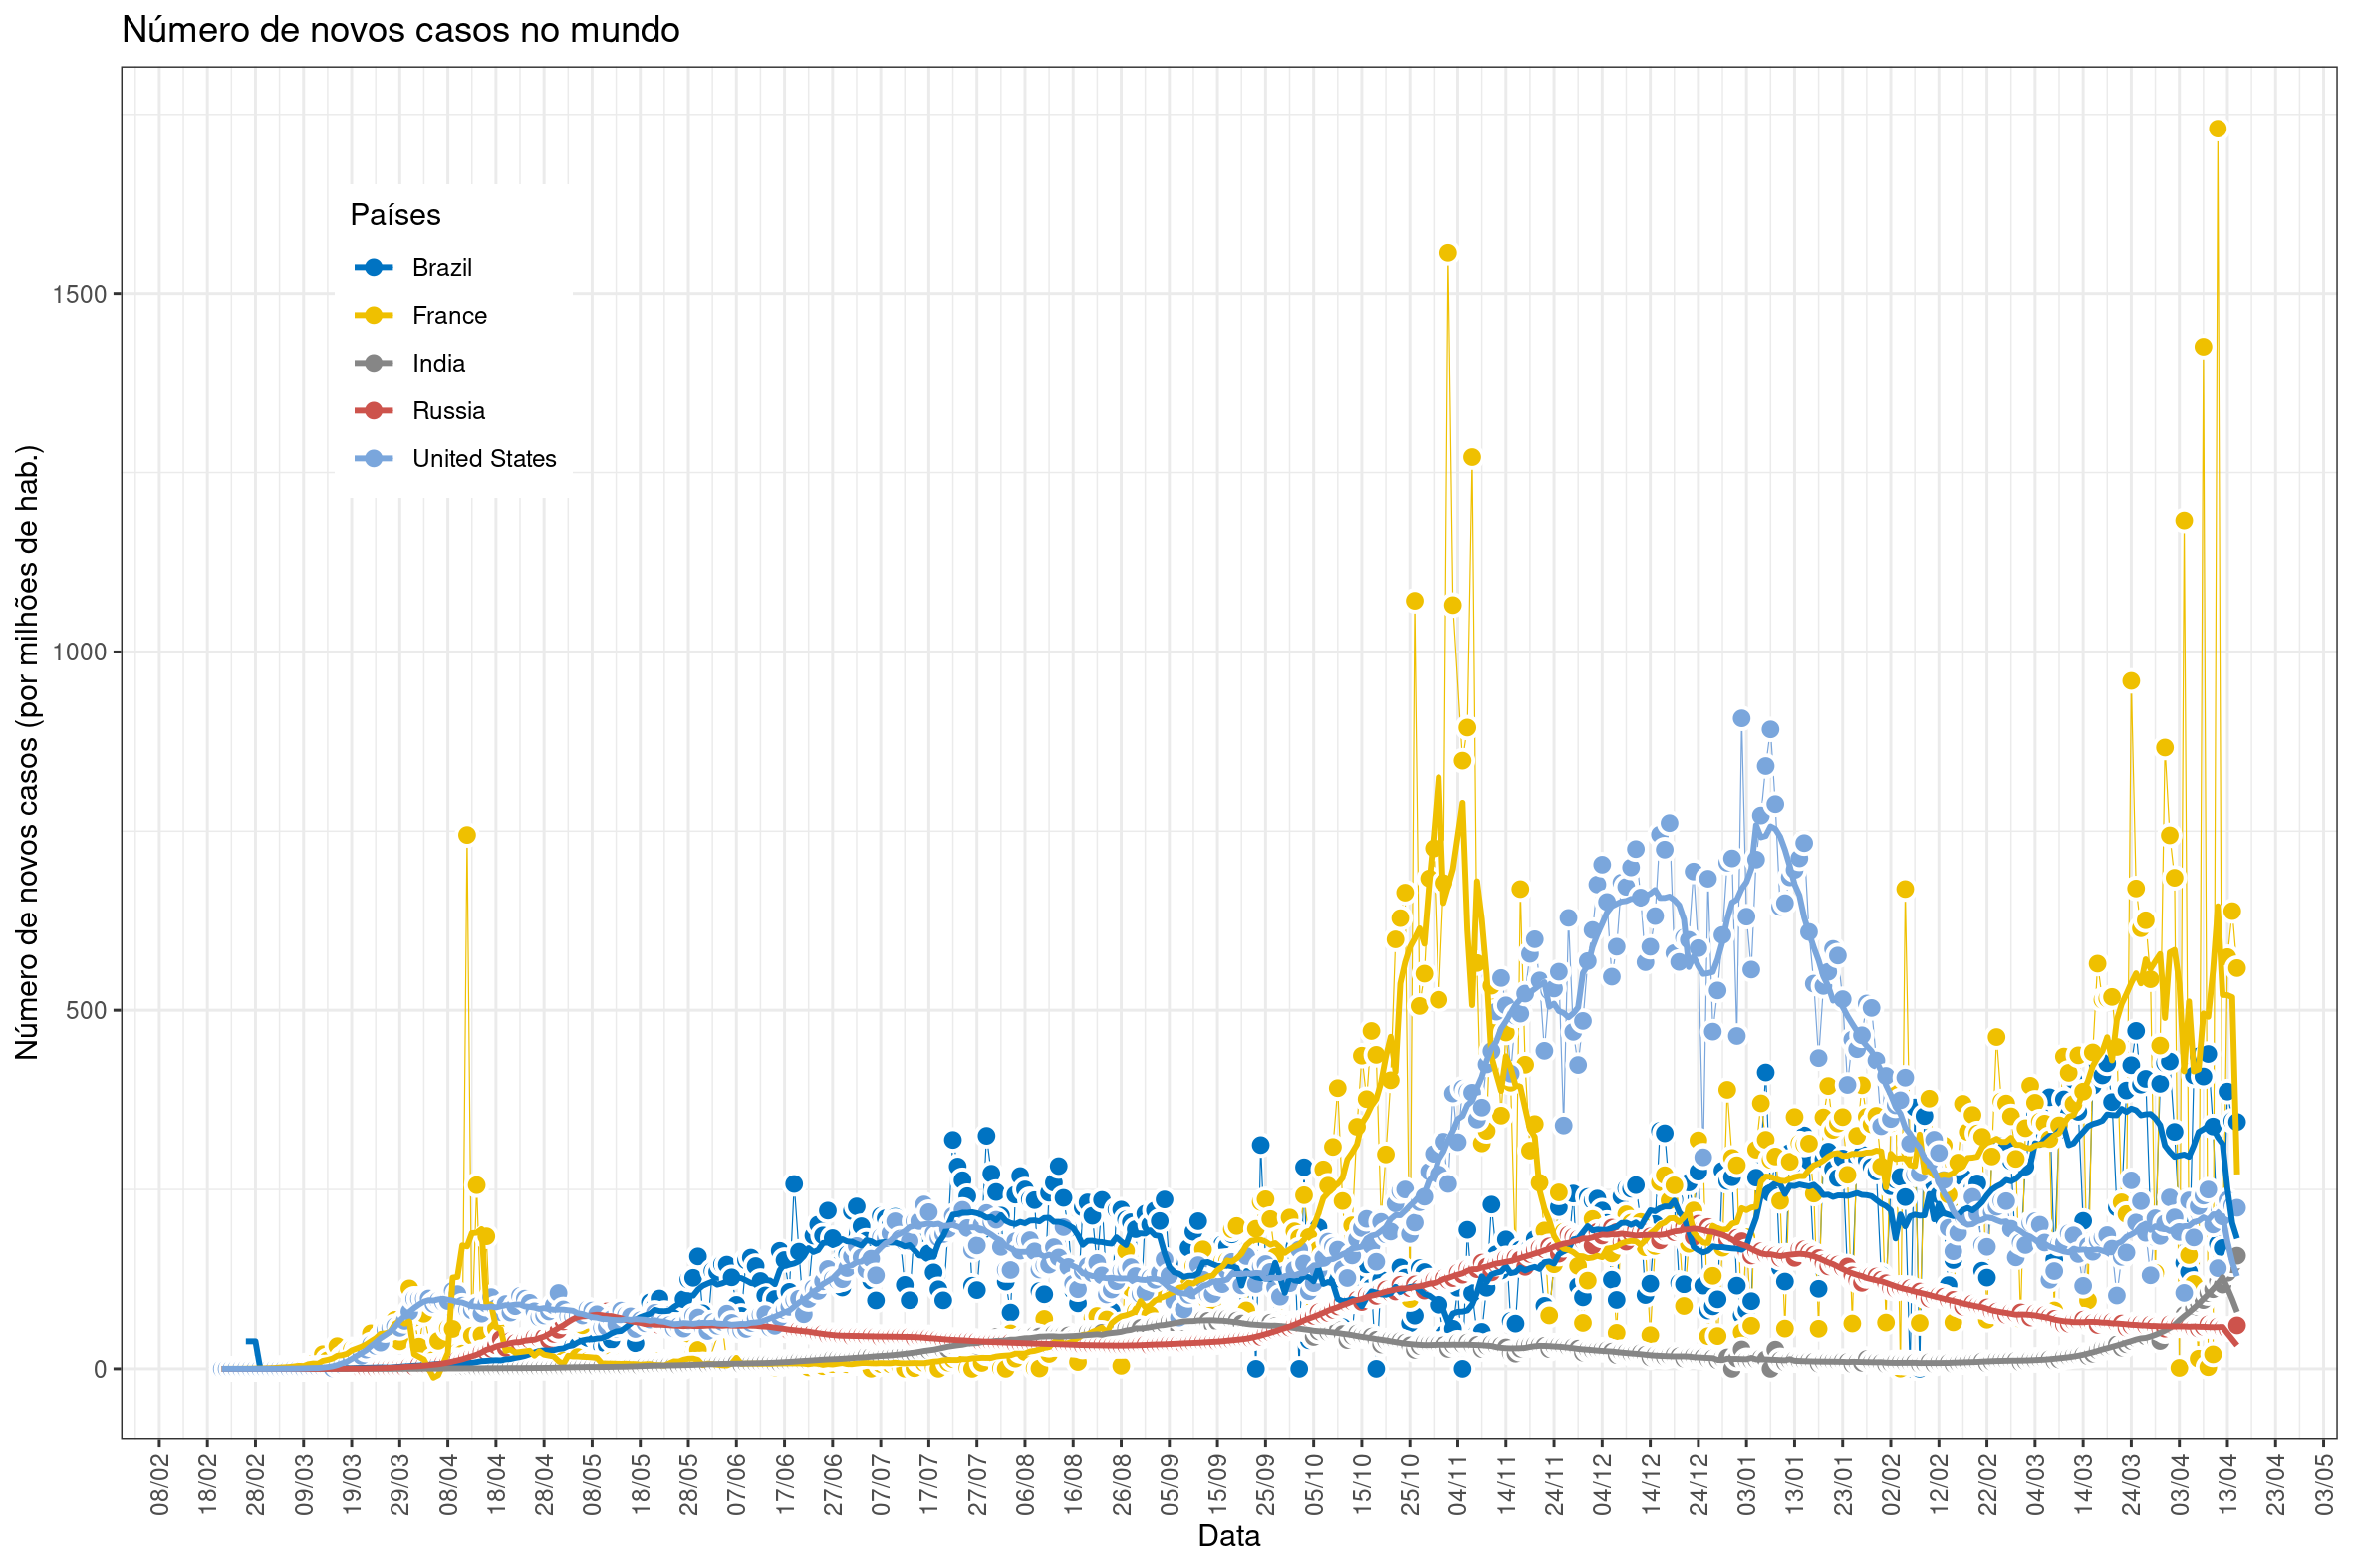 Número de novos casos no mundo
Países
Brazil
France
India
Russia
United States
Número de novos casos (por milhões de hab.)
1500
1000
500
0
08/02 18/02 28/02 09/03 19/03 29/03 08/04 18/04 28/04 08/05 18/05 28/05 07/06 17/06 27/06 07/07 17/07 27/07 06/08 16/08 26/08 05/09 15/09 25/09 05/10 15/10 25/10 04/11 14/11 24/11 04/12 14/12 24/12 03/01 13/01 23/01 02/02 12/02 22/02 04/03 14/03 24/03 03/04 13/04 23/04 03/05
Data